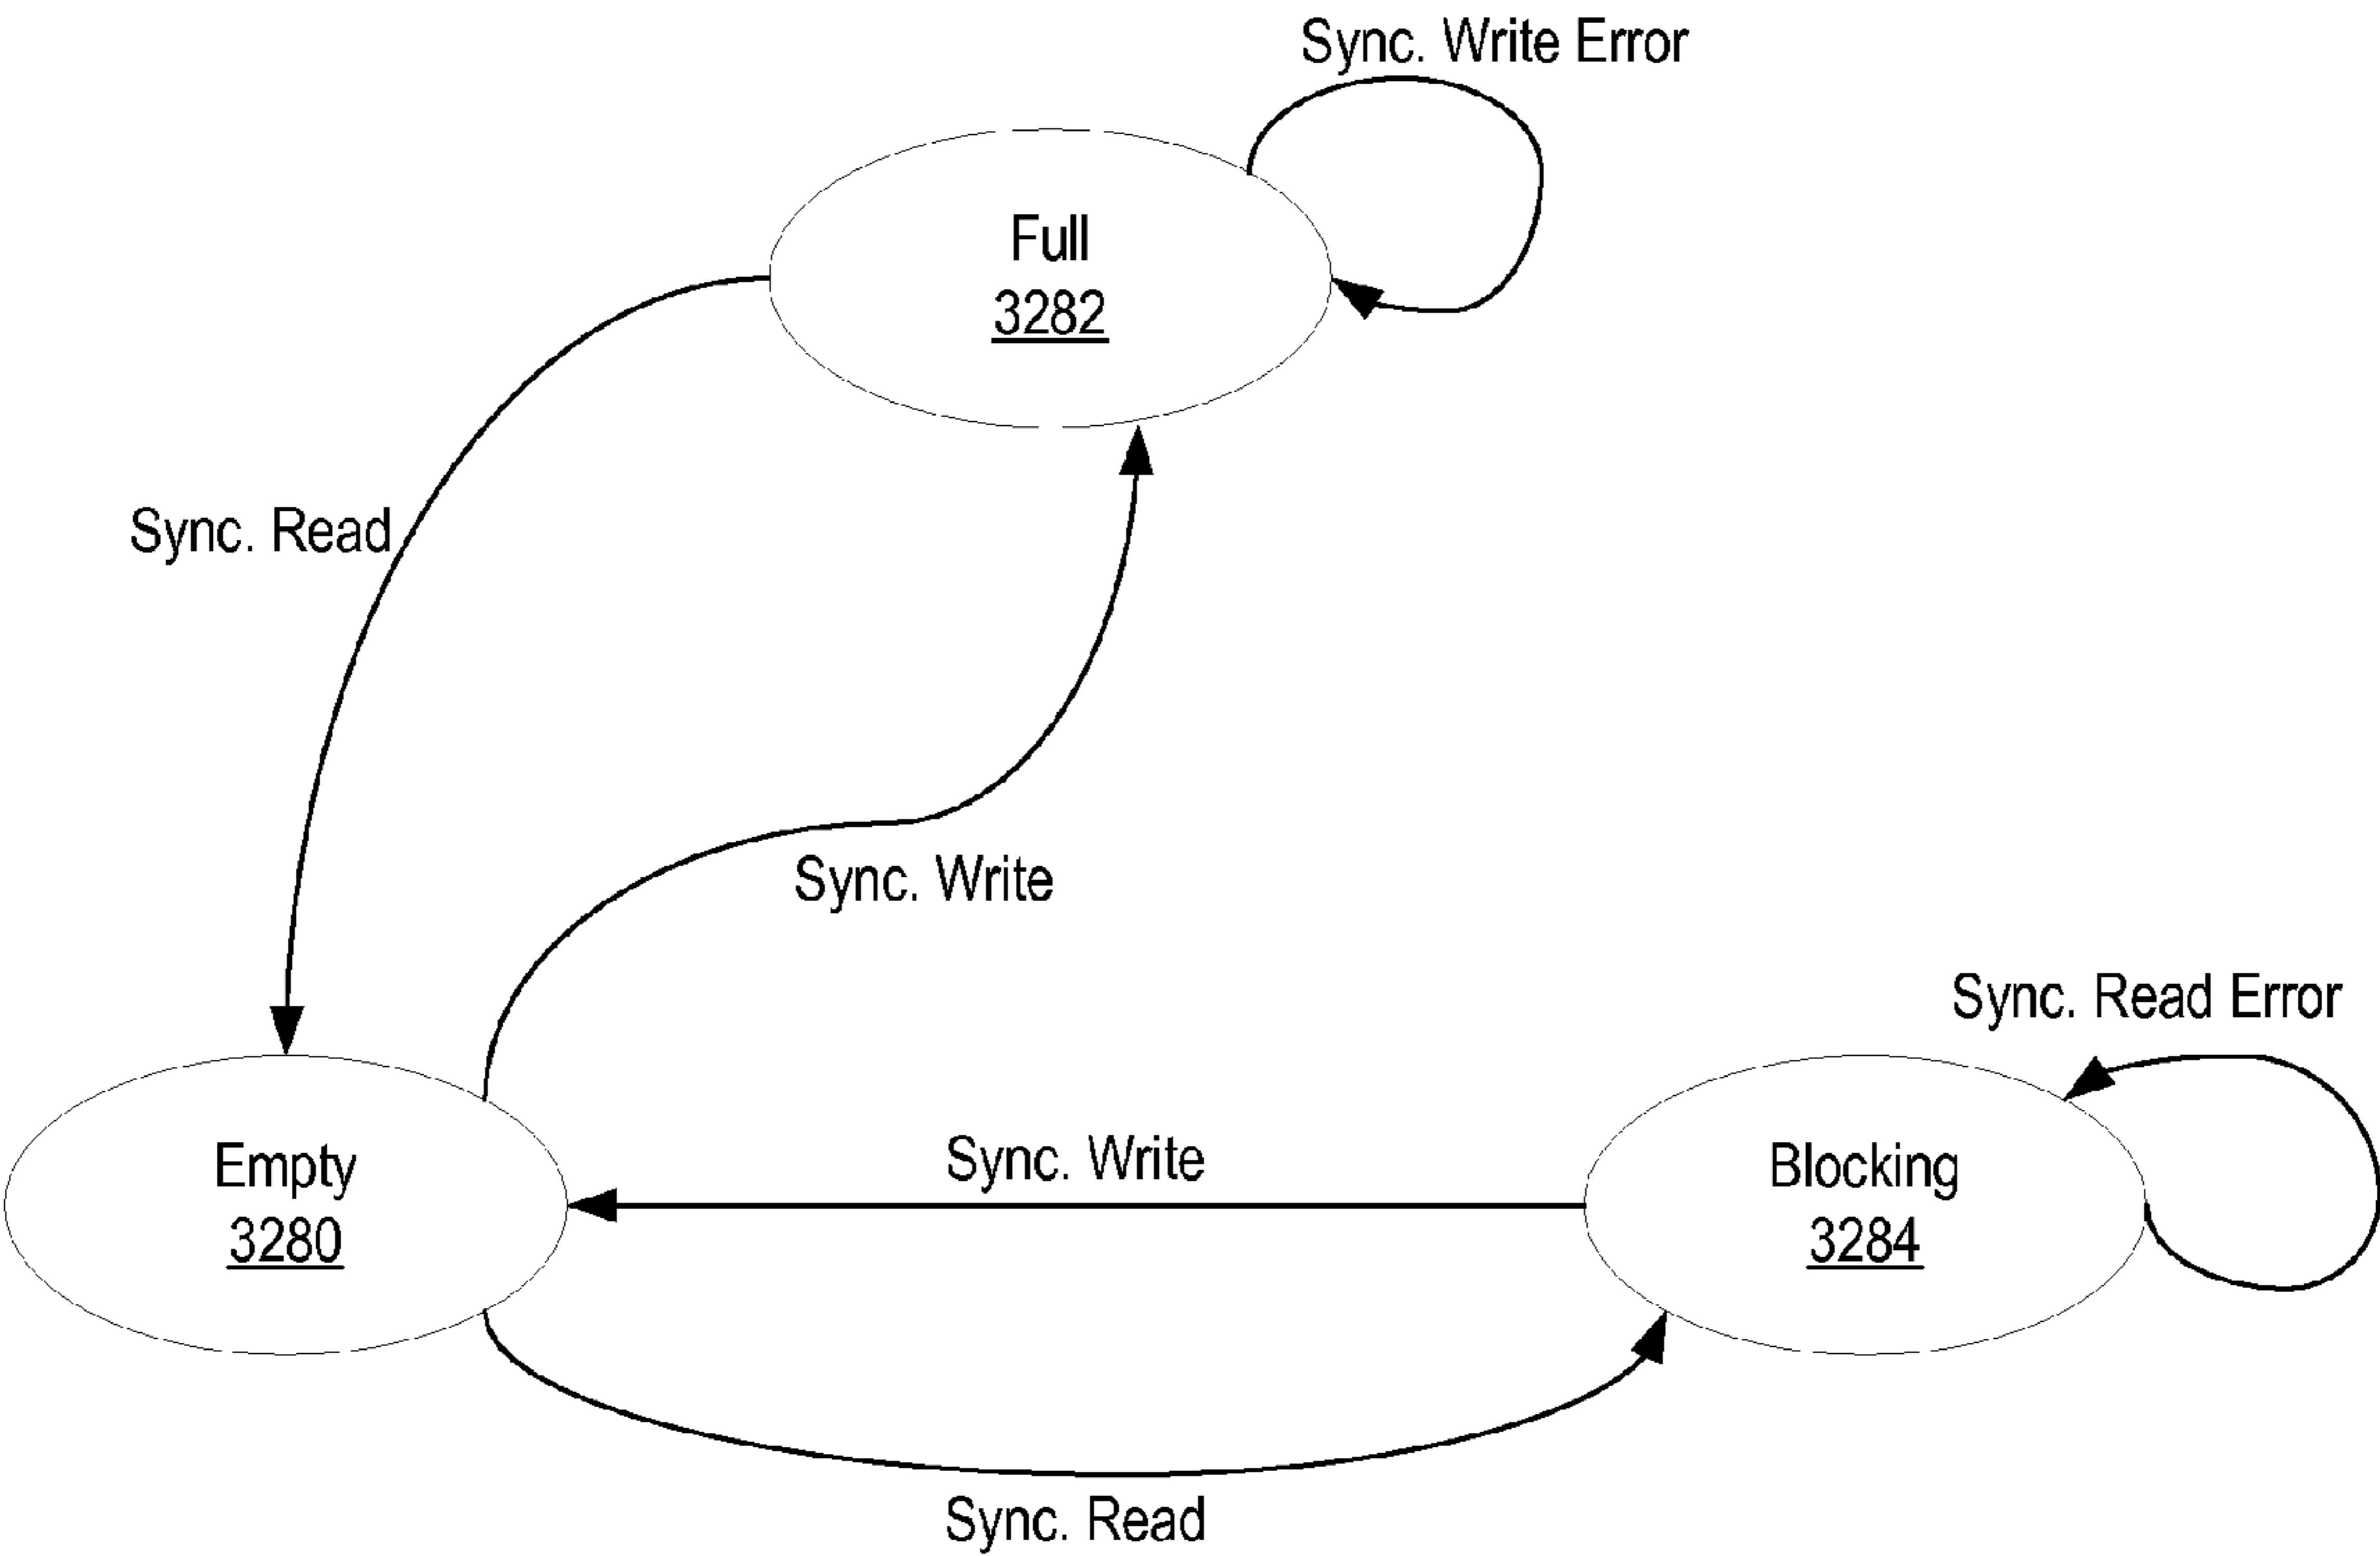 Sync. Write Error
Full
3282
Sync. Read
Sync. Write
Sync. Read Error
Empty
3280
Sync. Write
Blocking
3284
Sync. Read